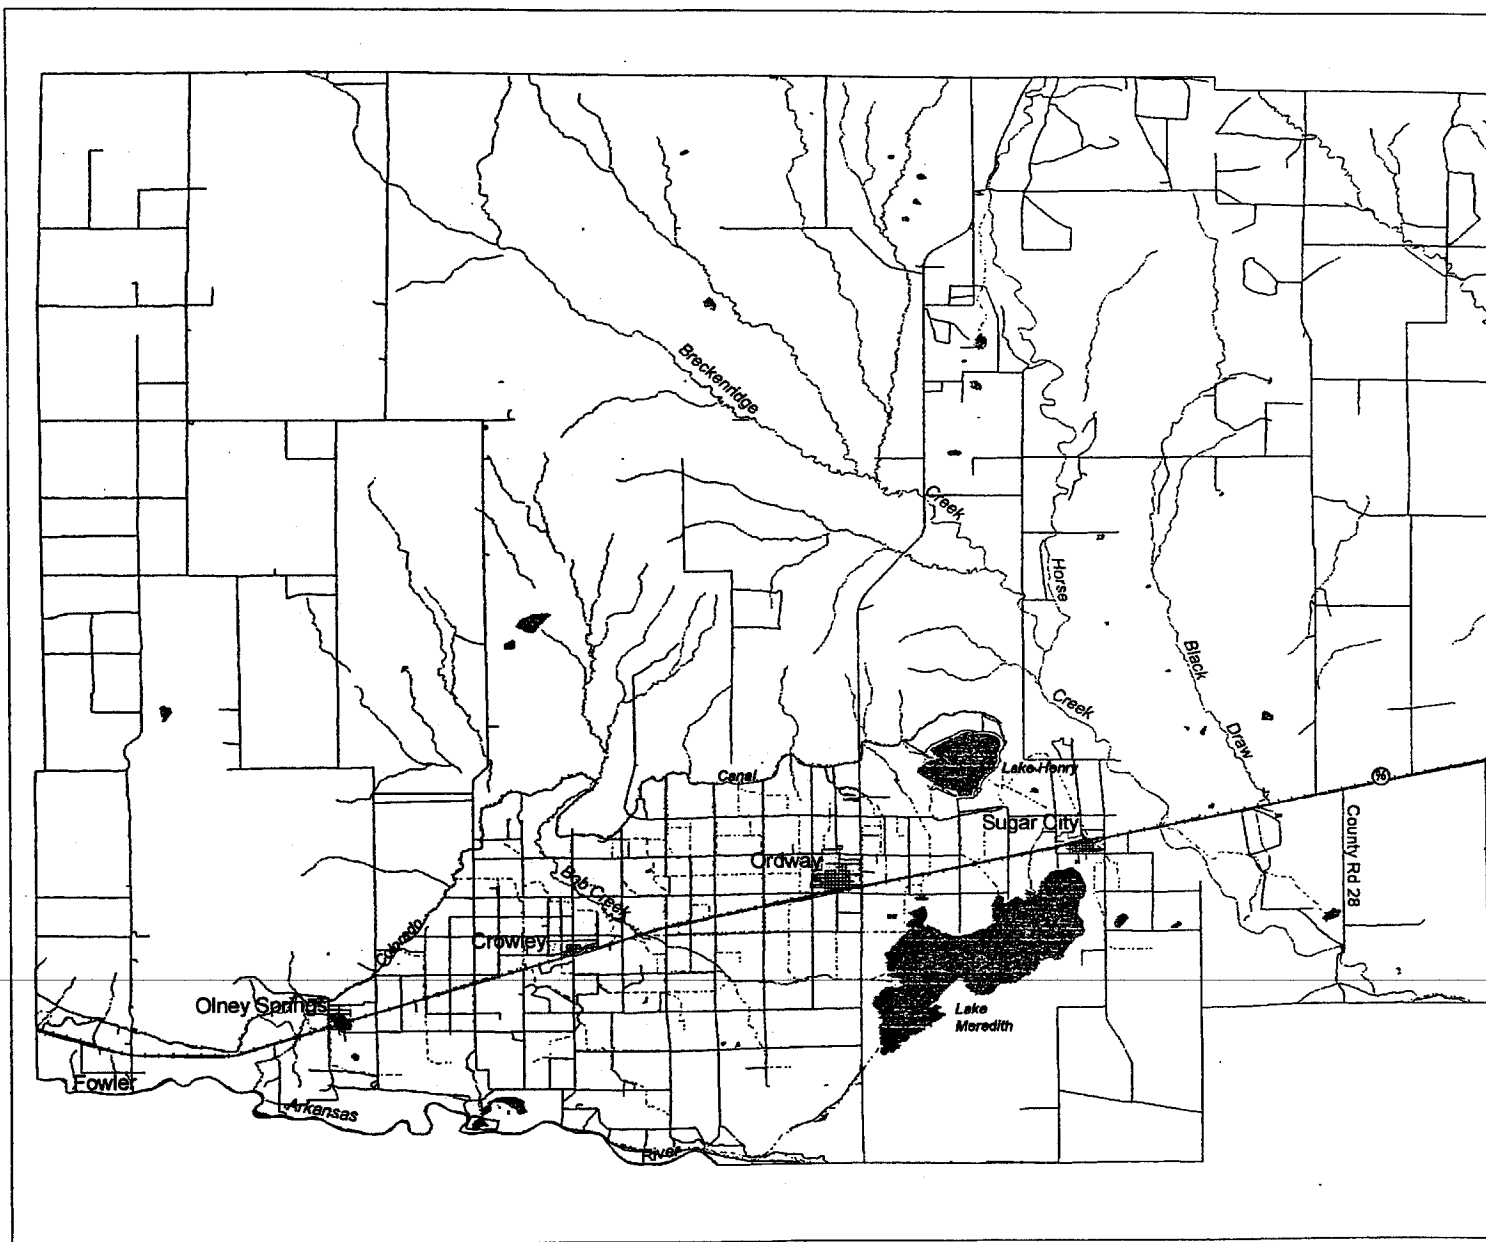 Breckenridge
Creek
Horse
Black
Creek
Draw
Lake Henry
Canal
96
Sugar City
County Rd 28
Ordway
Bob Creek
Colorado
Crowley
Olney Springs
Lake
Meredith
Fowler
Arkansas
River